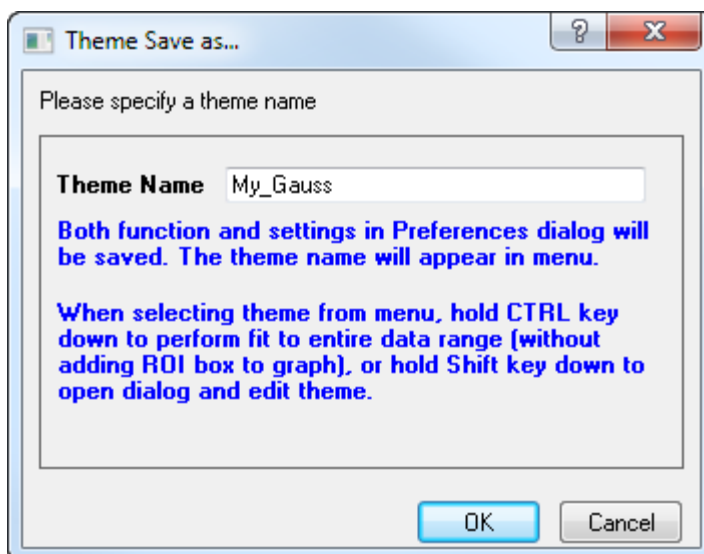 Theme Save as...
Please specify a theme name
Theme Name My_Gauss
Both function and settings in Preferences dialog will
be saved. The theme name will appear in menu.
When selecting theme from menu, hold CTRL key
down to perform fit to entire data range (without
adding ROI box to graph), or hold Shift key down to
open dialog and edit theme.
OK Cancel